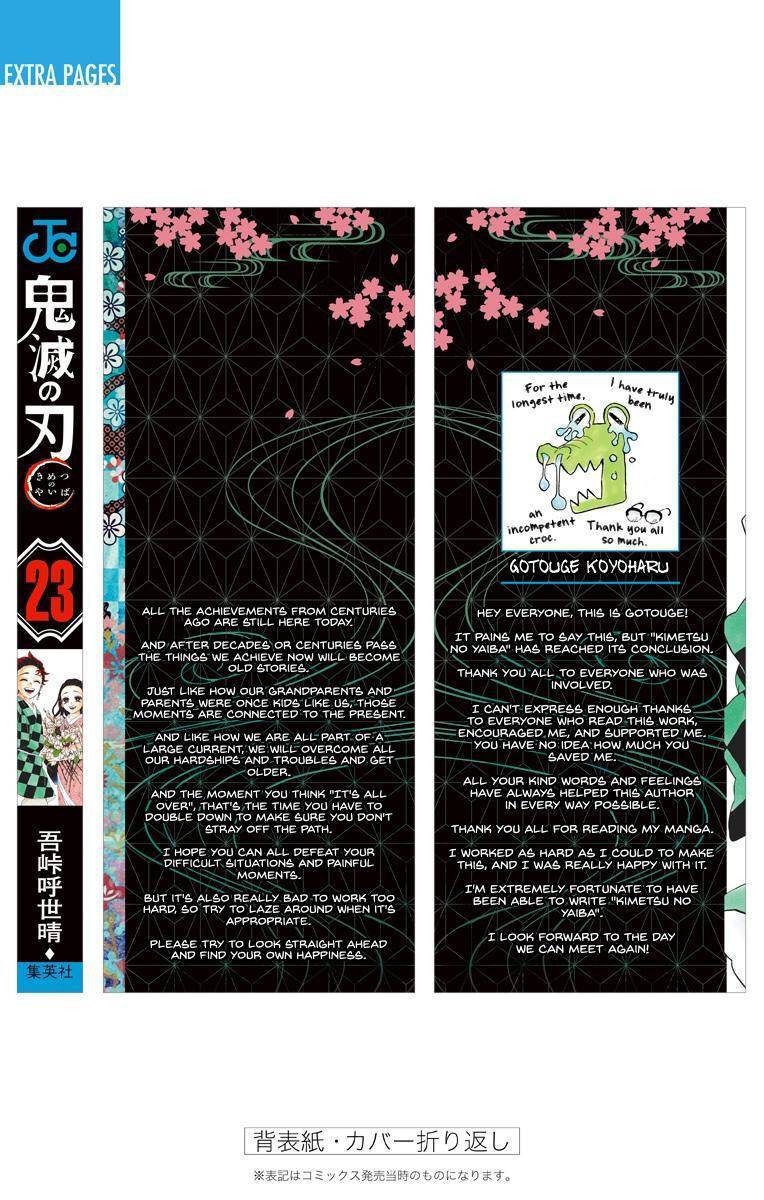 EXTRA PAGES
鬼滅の刃
きめつ
の
やいば
23
吾峠呼世晴
集英社
ALL THE ACHIEVEMENTS FROM CENTURIES
AGO ARE STILL HERE TODAY.
AND AFTER DECADES OR CENTURIES PASS
THE THINGS WE ACHIEVE NOW WILL BECOME
OLD STORIES.
JUST LIKE HOW OUR GRANDPARENTS AND
PARENTS WERE ONCE KIDS LIKE US, THOSE
MOMENTS ARE CONNECTED TO THE PRESENT.
AND LIKE HOW WE ARE ALL PART OF A
LARGE CURRENT, WE WILL OVERCOME ALL
OUR HARDSHIPS AND TROUBLES AND GET
OLDER.
AND THE MOMENT YOU THINK "IT'S ALL
OVER", THAT'S THE TIME YOU HAVE TO
DOUBLE DOWN TO MAKE SURE YOU DON'T
STRAY OFF THE PATH.
I HOPE YOU CAN ALL DEFEAT YOUR
DIFFICULT SITUATIONS AND PAINFUL
MOMENTS.
BUT IT'S ALSO REALLY BAD TO WORK TOO
HARD, SO TRY TO LAZE AROUND WHEN IT'S
APPROPRIATE.
PLEASE TRY TO LOOK STRAIGHT AHEAD
AND FIND YOUR OWN HAPPINESS.
For the
longest time,
I have truly
been
an
incompetent
croc.
Thank you all
so much.
GOTOUGE KOYOHARU
HEY EVERYONE, THIS IS GOTOUGE!
IT PAINS ME TO SAY THIS, BUT "KIMETSU
NO YAIBA" HAS REACHED ITS CONCLUSION.
THANK YOU ALL TO EVERYONE WHO WAS
INVOLVED.
I CAN'T EXPRESS ENOUGH THANKS
TO EVERYONE WHO READ THIS WORK,
ENCOURAGED ME, AND SUPPORTED ME.
YOU HAVE NO IDEA HOW MUCH YOU
SAVED ME.
ALL YOUR KIND WORDS AND FEELINGS
HAVE ALWAYS HELPED THIS AUTHOR
IN EVERY WAY POSSIBLE.
THANK YOU ALL FOR READING MY MANGA.
I WORKED AS HARD AS I COULD TO MAKE
THIS, AND I WAS REALLY HAPPY WITH IT.
I'M EXTREMELY FORTUNATE TO HAVE
BEEN ABLE TO WRITE "KIMETSU NO
YAIBA".
I LOOK FORWARD TO THE DAY
WE CAN MEET AGAIN!
背表紙・カバー折り返し
※表記はコミックス発売当時のものになります。